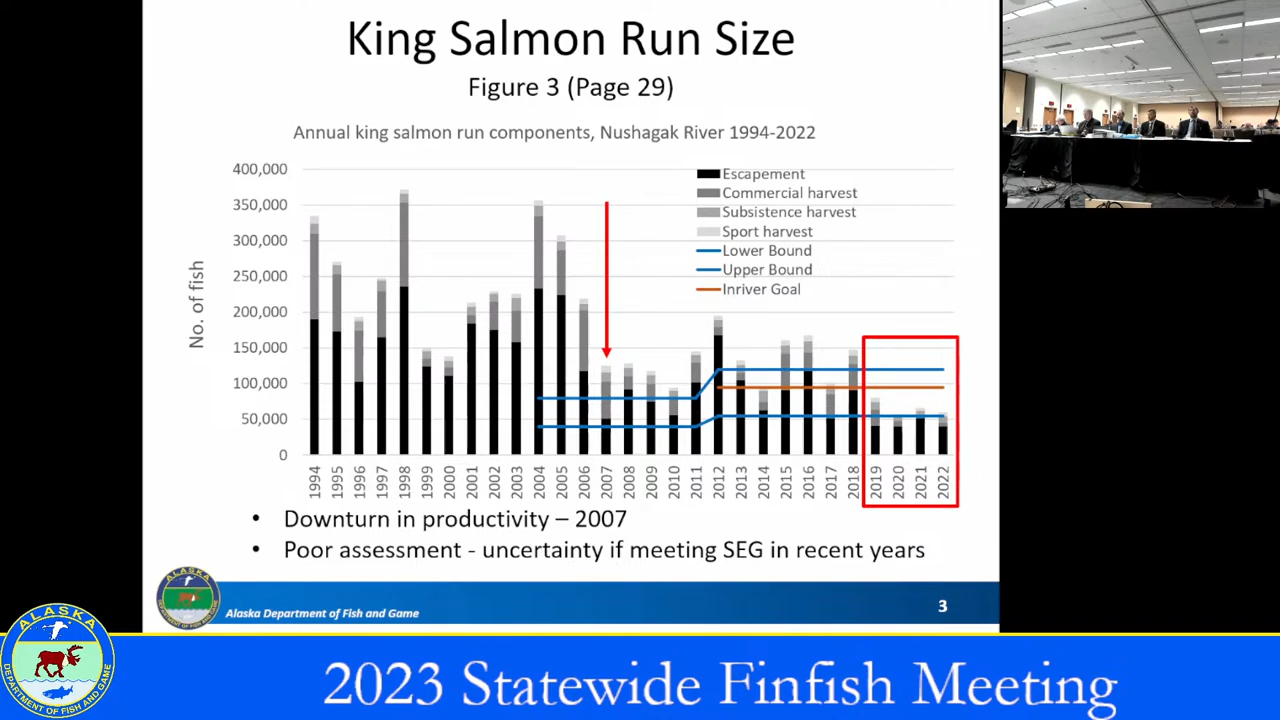 King Salmon Run Size
Figure 3 (Page 29)
Annual king salmon run components, Nushagak River 1994-2022
No. of fish
400,000
350,000
300,000
250,000
200,000
150,000
100,000
50,000
0
Escapement
Commercial harvest
Subsistence harvest
Sport harvest
Lower Bound
Upper Bound
Inriver Goal
1994 1995 1996 1997 1998 1999 2000 2001 2002 2003 2004 2005 2006 2007 2008 2009 2010 2011 2012 2013 2014 2015 2016 2017 2018 2019 2020 2021 2022
• Downturn in productivity – 2007
• Poor assessment - uncertainty if meeting SEG in recent years
ALASKA
Alaska Department of Fish and Game
3
ALASKA
DEPARTMENT OF FISH AND GAME
2023 Statewide Finfish Meeting